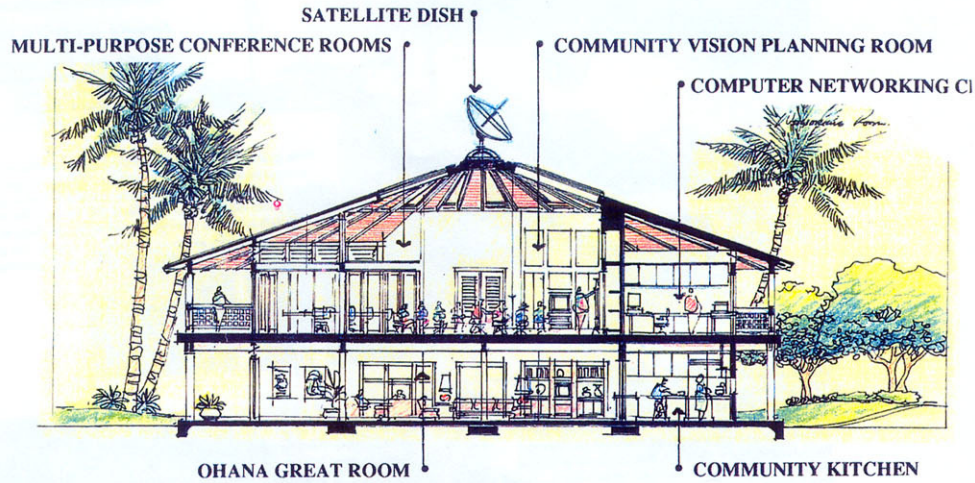 SATELLITE DISH
MULTI-PURPOSE CONFERENCE ROOMS
COMMUNITY VISION PLANNING ROOM
COMPUTER NETWORKING
OHANA GREAT ROOM
COMMUNITY KITCHEN